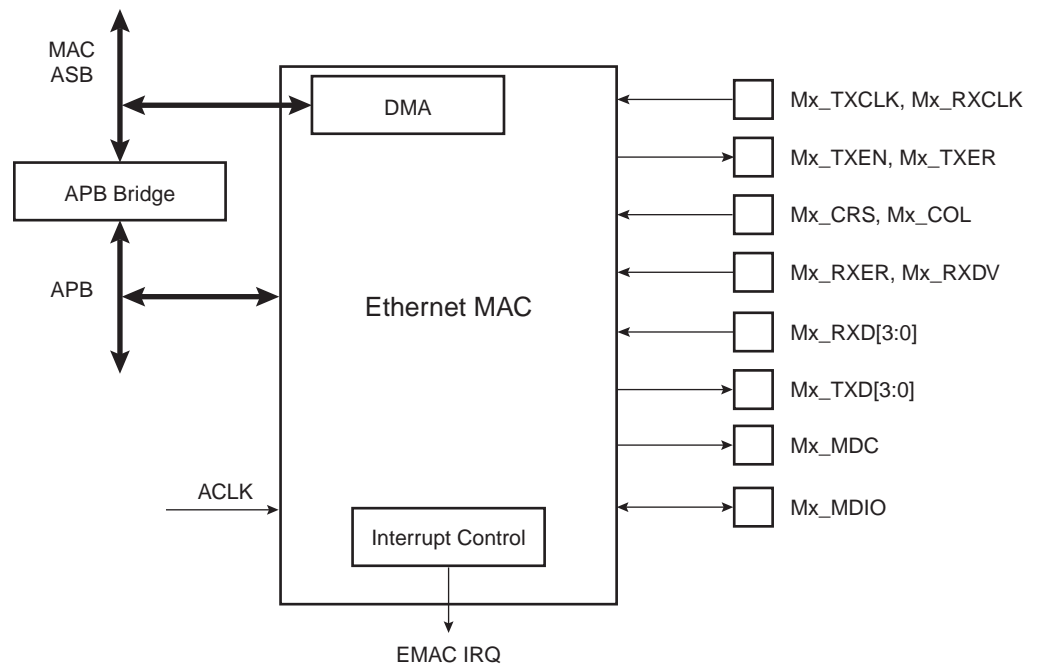 MAC
ASB
DMA
APB Bridge
APB
Ethernet MAC
ACLK
Interrupt Control
EMAC IRQ
Mx_TXCLK, Mx_RXCLK
Mx_TXEN, Mx_TXER
Mx_CRS, Mx_COL
Mx_RXER, Mx_RXDV
Mx_RXD[3:0]
Mx_TXD[3:0]
Mx_MDC
Mx_MDIO